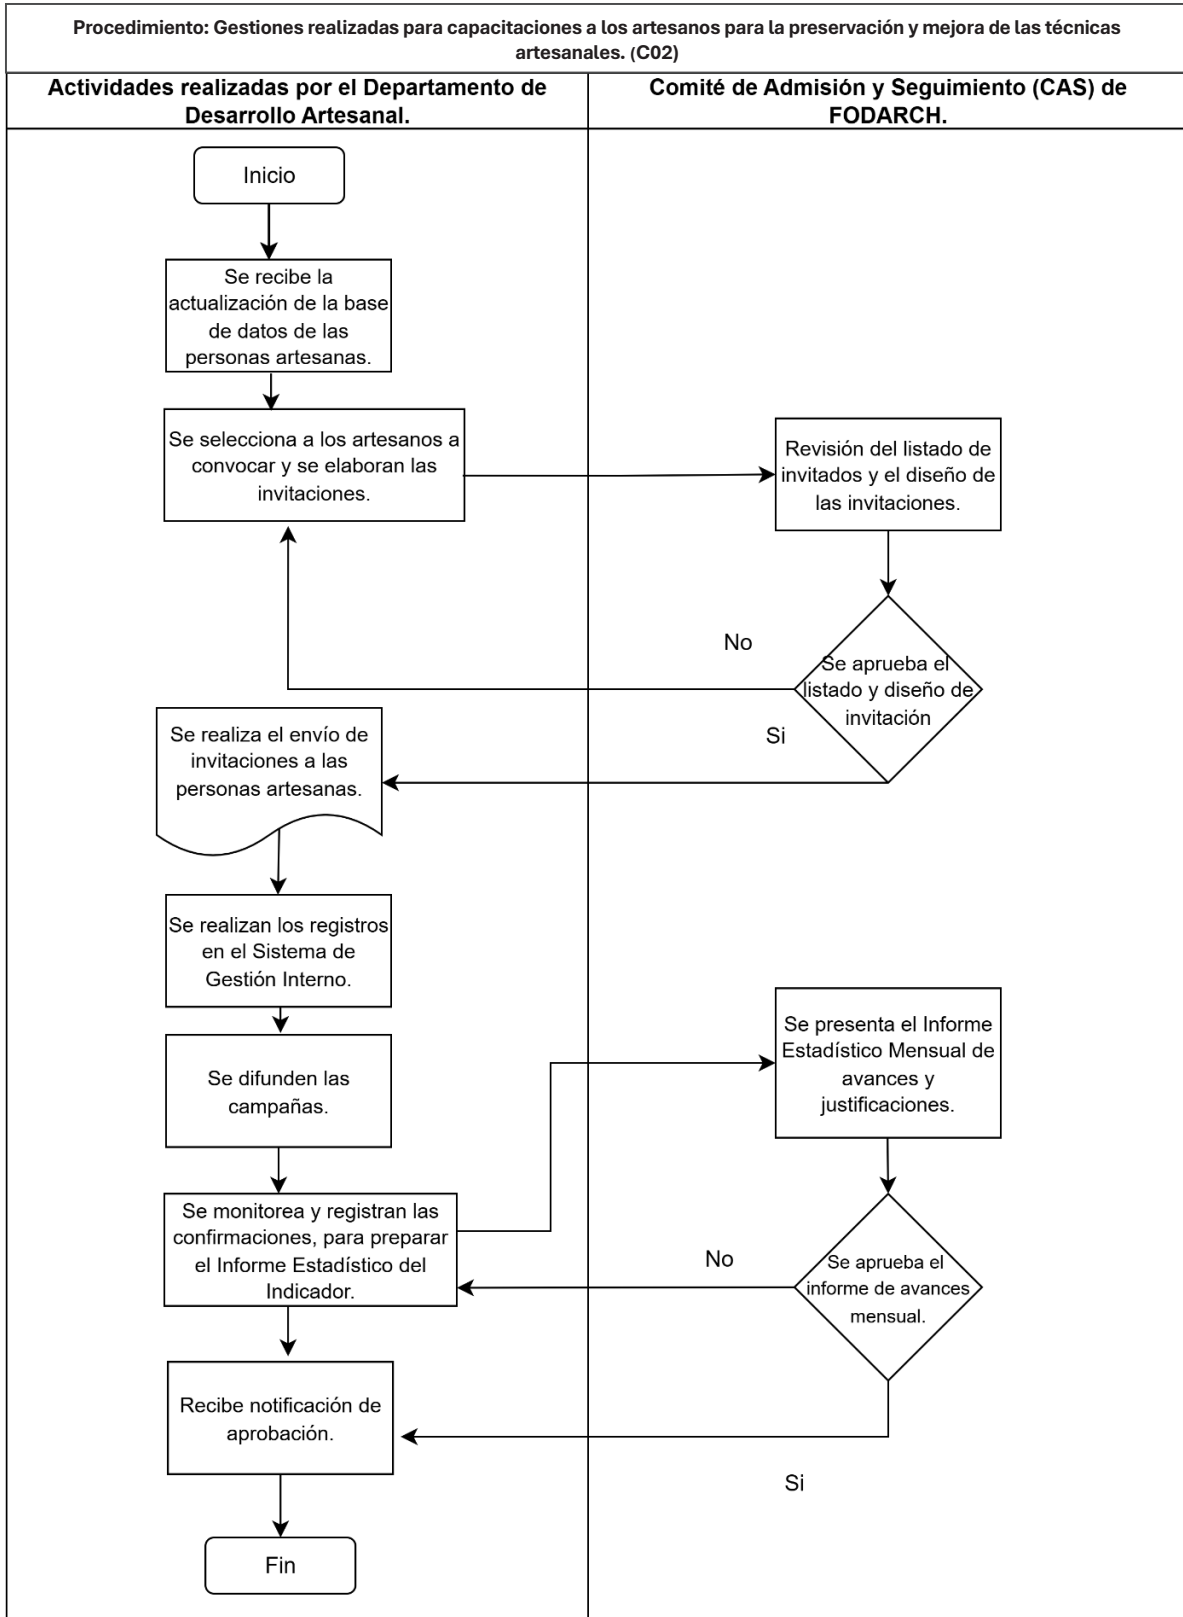 Procedimiento: Gestiones realizadas para capacitaciones a los artesanos para la preservación y mejora de las técnicas
artesanales. (C02)
Actividades realizadas por el Departamento de
Desarrollo Artesanal.
Comité de Admisión y Seguimiento (CAS) de
FODARCH.
Inicio
Se recibe la
actualización de la base
de datos de las
personas artesanas.
Se selecciona a los artesanos a
convocar y se elaboran las
invitaciones.
Revisión del listado de
invitados y el diseño de
las invitaciones.
No
Se aprueba el
listado y diseño de
invitación
Si
Se realiza el envío de
invitaciones a las
personas artesanas.
Se realizan los registros
en el Sistema de
Gestión Interno.
Se difunden las
campañas.
Se presenta el Informe
Estadístico Mensual de
avances y
justificaciones.
Se monitorea y registran las
confirmaciones, para preparar
el Informe Estadístico del
Indicador.
No
Se aprueba el
informe de avances
mensual.
Recibe notificación de
aprobación.
Si
Fin